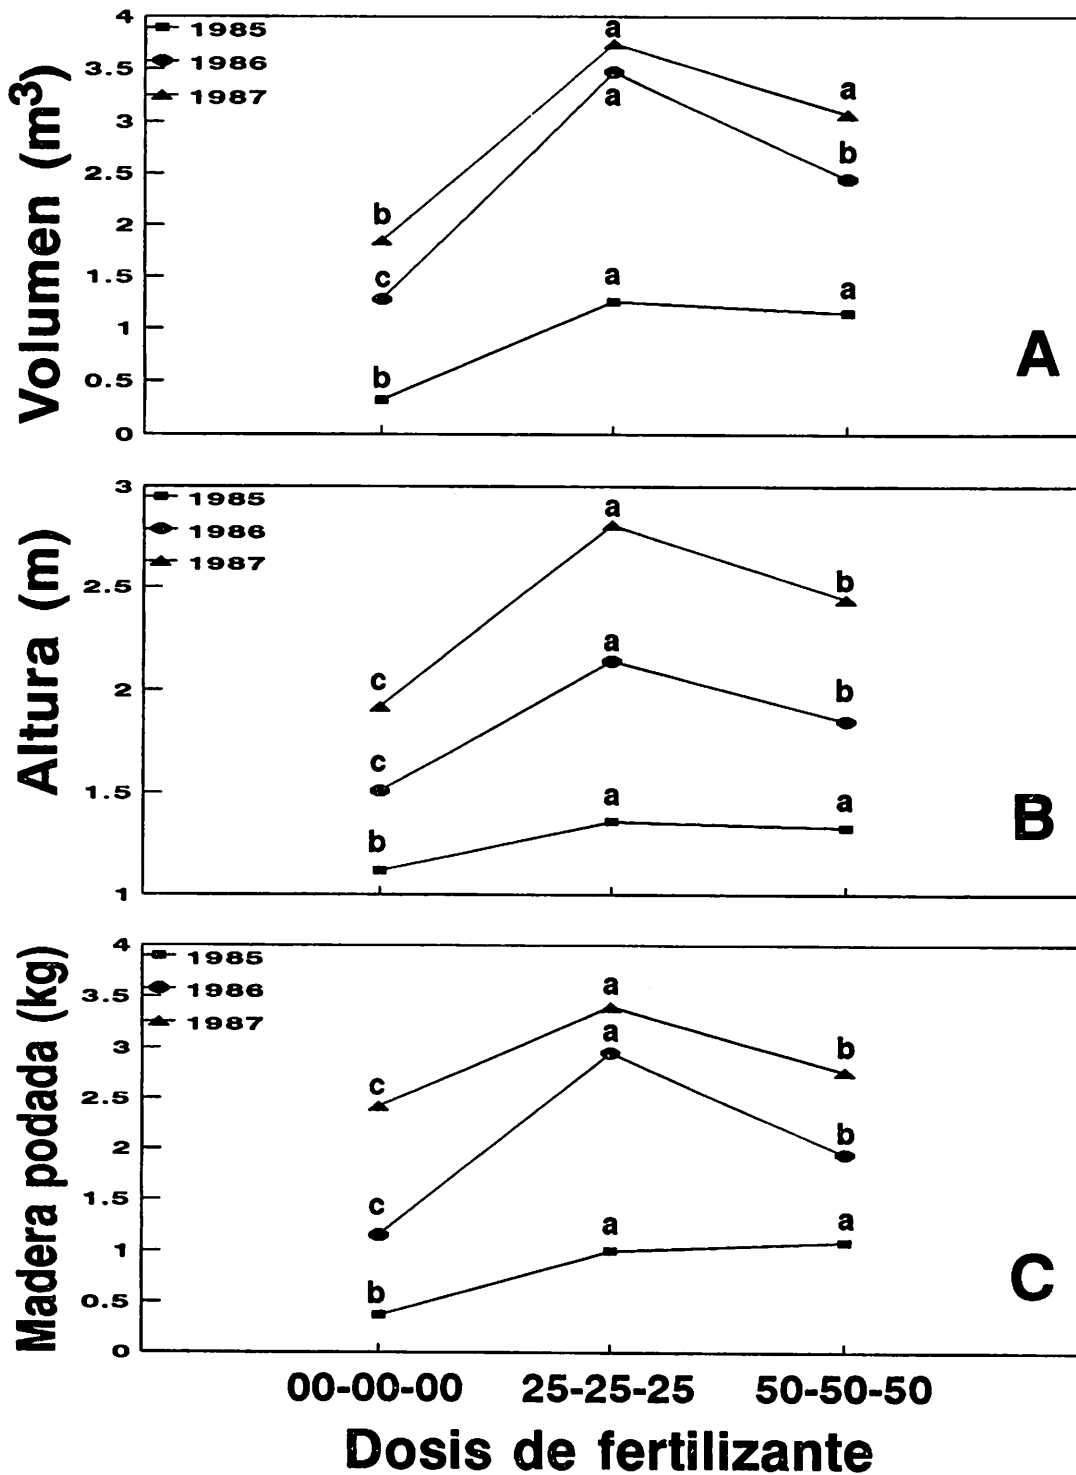 Volumen (m³)
4
3.5
3
2.5
2
1.5
1
0.5
0
1985
1986
1987
a
a
a
b
b
c
a
a
b
A
Altura (m)
3
2.5
2
1.5
1
1985
1986
1987
a
b
c
a
b
c
a
a
b
B
Madera podada (kg)
4
3.5
3
2.5
2
1.5
1
0.5
0
1985
1986
1987
a
a
b
c
b
c
a
a
b
C
00-00-00 25-25-25 50-50-50
Dosis de fertilizante